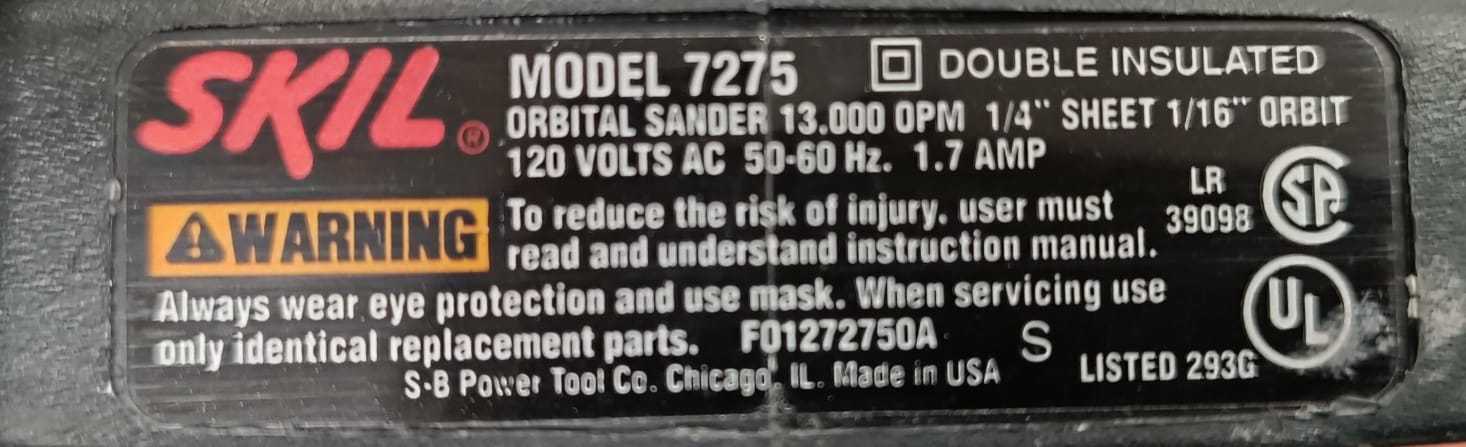 SKIL®
MODEL 7275 DOUBLE INSULATED
ORBITAL SANDER 13.000 OPM 1/4" SHEET 1/16" ORBIT
120 VOLTS AC 50-60 Hz. 1.7 AMP
WARNING To reduce the risk of injury, user must
read and understand instruction manual.
LR
39098
SA
Always wear eye protection and use mask. When servicing use
only identical replacement parts. F01272750A S
UL
S-B Power Tool Co. Chicago, IL. Made in USA LISTED 293G